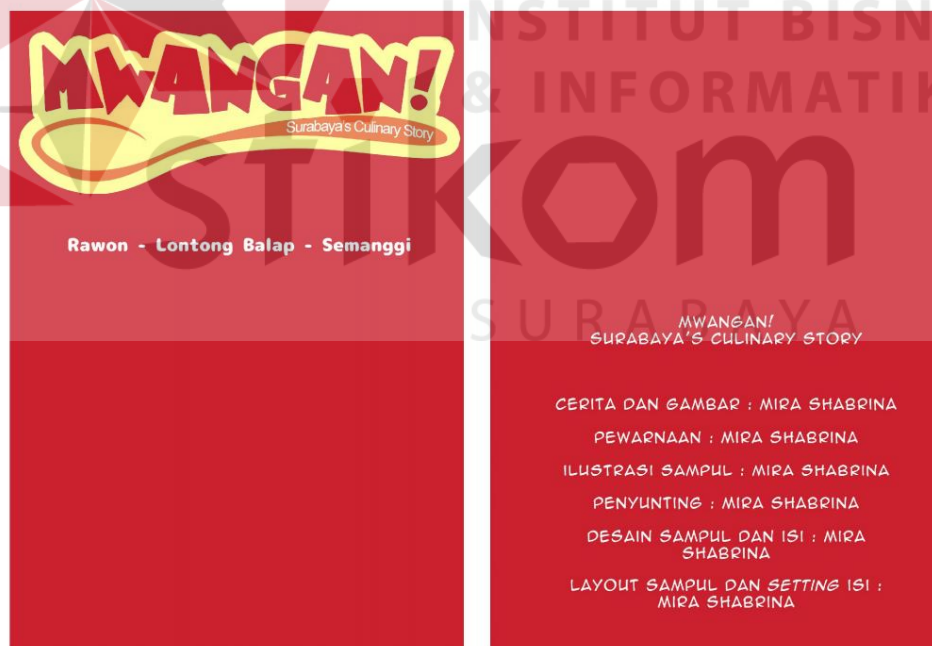 MWANGAN!
Surabaya's Culinary Story
Rawon - Lontong Balap - Semanggi
INSTITUT BISN
& INFORMATIK
STIKOM
SURABAYA
MWANGAN!
SURABAYA'S CULINARY STORY
CERITA DAN GAMBAR : MIRA SHABRINA
PEWARNAAN : MIRA SHABRINA
ILUSTRASI SAMPUL : MIRA SHABRINA
PENYUNTING : MIRA SHABRINA
DESAIN SAMPUL DAN ISI : MIRA
SHABRINA
LAYOUT SAMPUL DAN SETTING ISI :
MIRA SHABRINA